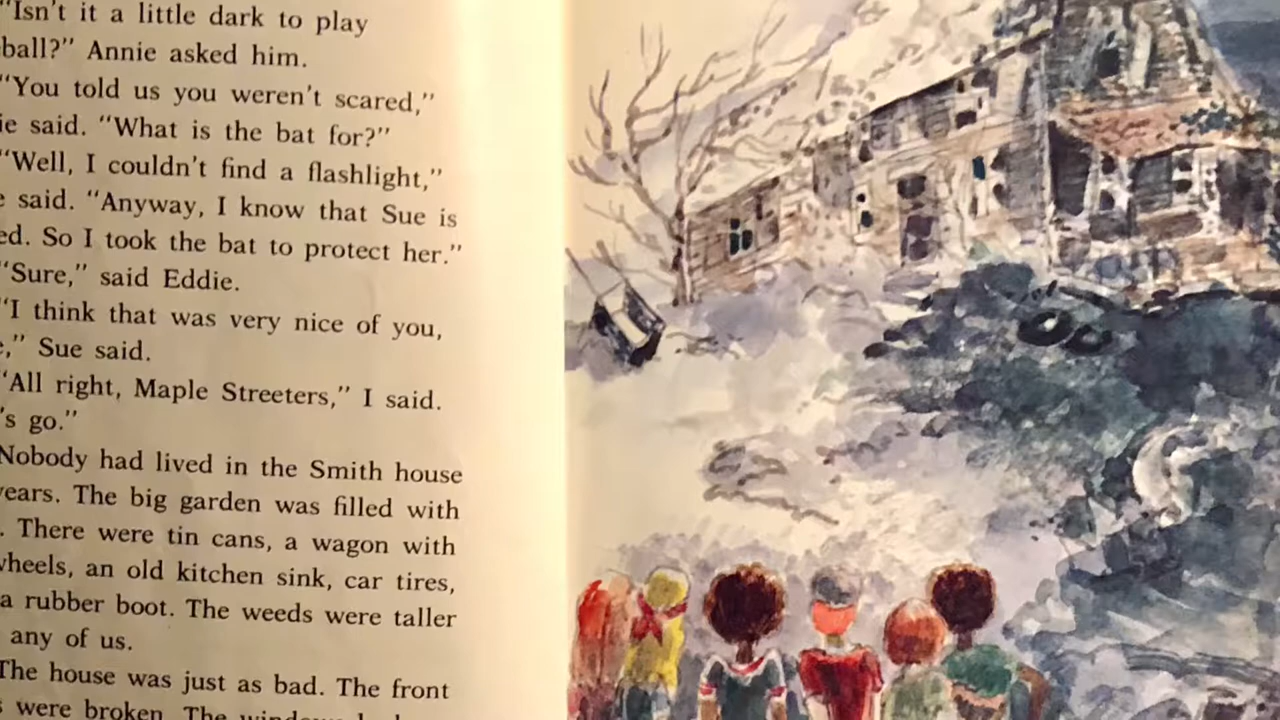 "Isn't it a little dark to play
ball?" Annie asked him.
"You told us you weren't scared,"
ie said. "What is the bat for?"
"Well, I couldn't find a flashlight,"
e said. "Anyway, I know that Sue is
ed. So I took the bat to protect her."
"Sure," said Eddie.
"I think that was very nice of you,
," Sue said.
"All right, Maple Streeters," I said.
's go."
Nobody had lived in the Smith house
years. The big garden was filled with
. There were tin cans, a wagon with
wheels, an old kitchen sink, car tires,
a rubber boot. The weeds were taller
any of us.
The house was just as bad. The front
s were broken. The